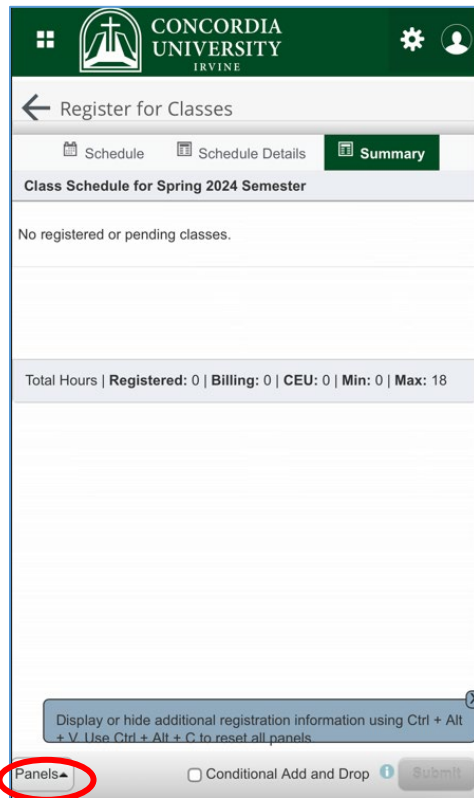 CONCORDIA
UNIVERSITY
IRVINE
Register for Classes
Schedule Schedule Details Summary
Class Schedule for Spring 2024 Semester
No registered or pending classes.
Total Hours | Registered: 0 | Billing: 0 | CEU: 0 | Min: 0 | Max: 18
X
Display or hide additional registration information using Ctrl + Alt
+ V. Use Ctrl + Alt + C to reset all panels
Panels Conditional Add and Drop Submit